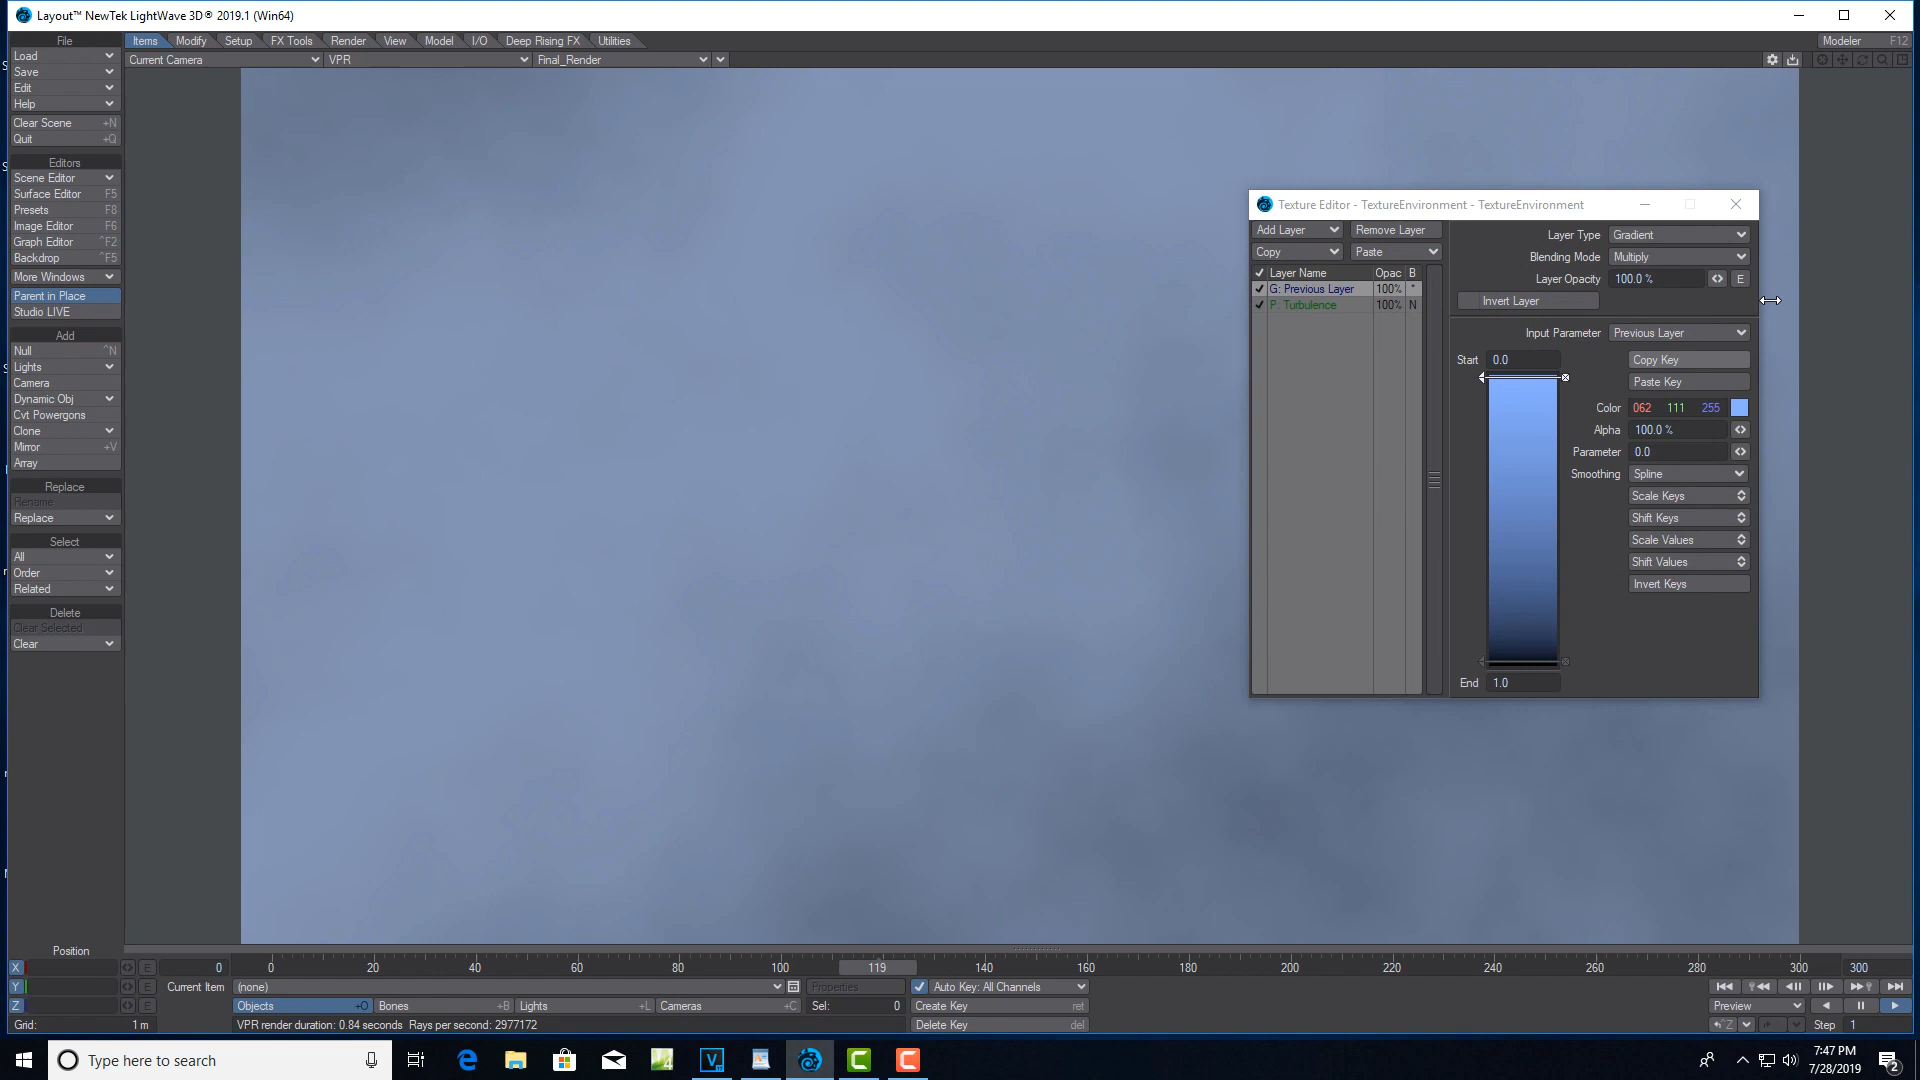 Layout™ NewTek LightWave 3D® 2019.1 (Win64)
File
Items
Modify
Setup
FX Tools
Render
View
Model
I/O
Deep Rising FX
Utilities
Modeler F12
Load
Current Camera
VPR
Final_Render
Save
Edit
Help
Clear Scene +N
Quit +Q
Editors
Scene Editor
Surface Editor F5
Presets F8
Image Editor F6
Graph Editor ^F2
Backdrop ^F5
More Windows
Parent in Place
Studio LIVE
Add
Null ^N
Lights
Camera
Dynamic Obj
Cvt Powergons
Clone
Mirror +V
Array
Replace
Rename
Replace
Select
All
Order
Related
Delete
Clear Selected
Clear
Texture Editor - TextureEnvironment - TextureEnvironment
Add Layer
Remove Layer
Copy
Paste
Layer Name Opac B
G: Previous Layer 100% *
P: Turbulence 100% N
Layer Type Gradient
Blending Mode Multiply
Layer Opacity 100.0 % E
Invert Layer
Input Parameter Previous Layer
Start 0.0
Copy Key
Paste Key
Color 062 111 255
Alpha 100.0 %
Parameter 0.0
Smoothing Spline
Scale Keys
Shift Keys
Scale Values
Shift Values
Invert Keys
End 1.0
Position
X E 0
0 20 40 60 80 100 119 140 160 180 200 220 240 260 280 300 300
Y E Current Item (none) Properties Auto Key: All Channels
Z E Objects +O Bones +B Lights +L Cameras +C Sel: 0 Create Key ret Preview
Grid: 1 m VPR render duration: 0.84 seconds Rays per second: 2977172 Delete Key del ^Z Step 1
Type here to search
7:47 PM
7/28/2019
2